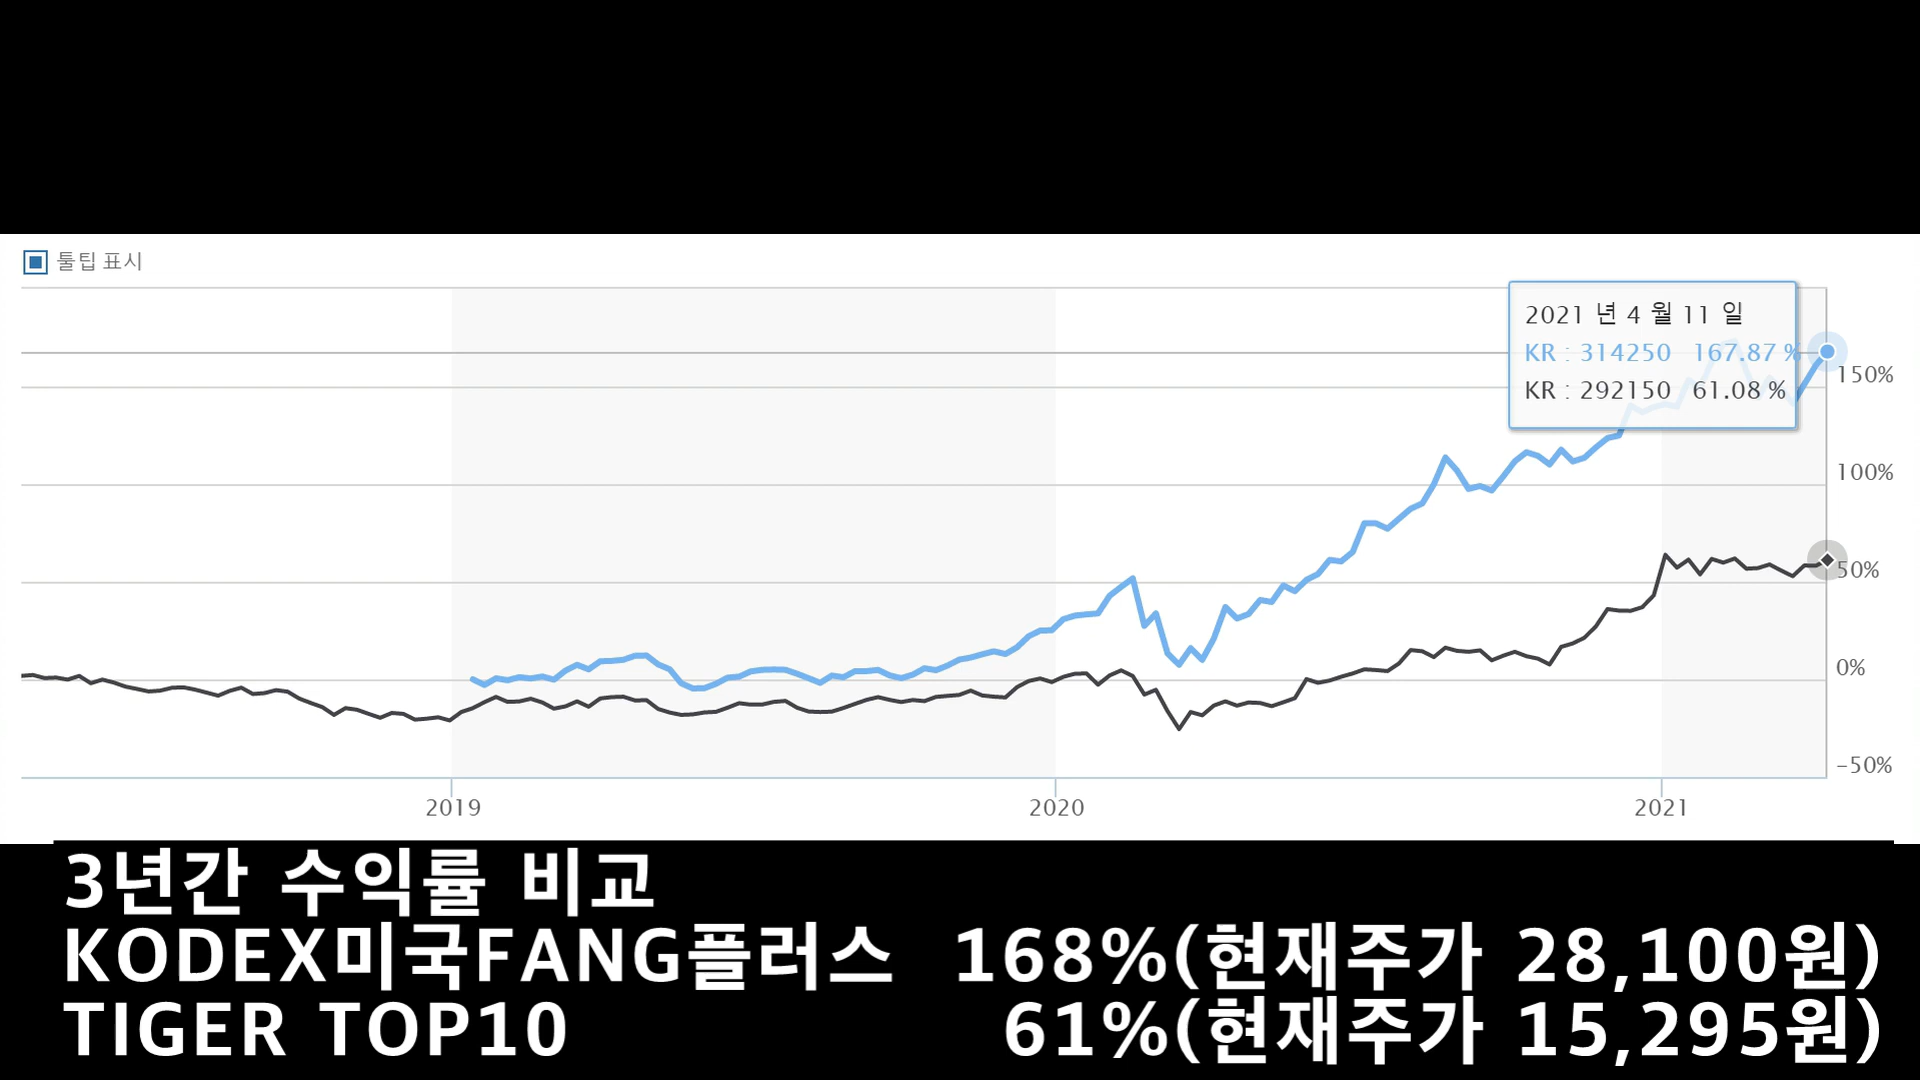 툴팁 표시
2021 년 4 월 11 일
KR : 314250 167.87 %
KR : 292150 61.08 %
150%
100%
50%
0%
-50%
2019 2020 2021
3년간 수익률 비교
KODEX미국FANG플러스 168%(현재주가 28,100원)
TIGER TOP10 61%(현재주가 15,295원)